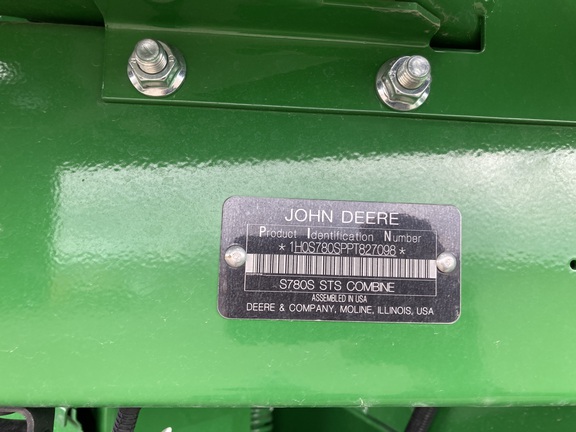 JOHN DEERE
Product Identification Number
*1H0S780SPPT827098*
S780S STS COMBINE
ASSEMBLED IN USA
DEERE & COMPANY, MOLINE, ILLINOIS, USA